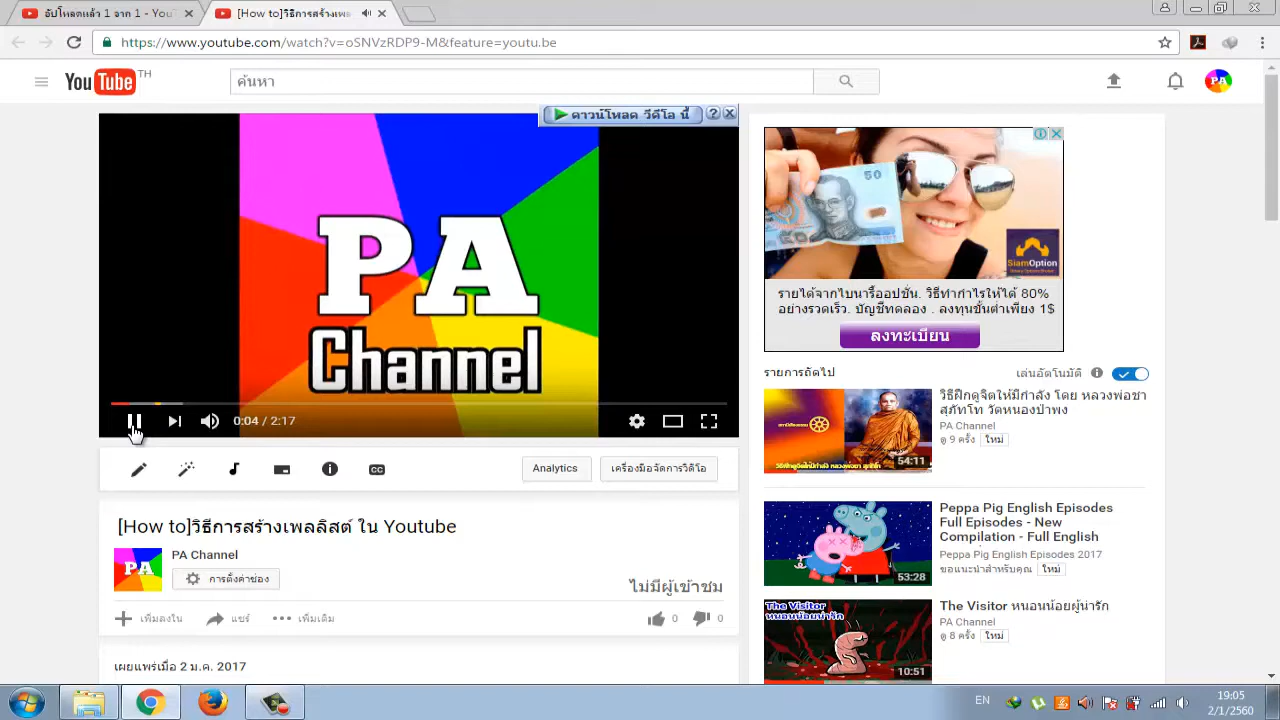 อัปโหลดแล้ว 1 จาก 1 - You
[How to]วิธีการสร้างเพลลิส
https://www.youtube.com/watch?v=oSNVzRDP9-M&feature=youtu.be
YouTube TH
ค้นหา
PA
ดาวน์โหลด วีดีโอ นี้ ?
PA
Channel
0:04 / 2:17
50
SiamOption
รายได้จากไบนารี่ออปชั่น. วิธีทำกำไรให้ได้ 80%
อย่างรวดเร็ว. บัญชีทดลอง . ลงทุนขั้นต่ำเพียง 1$
ลงทะเบียน
Analytics
เครื่องมือจัดการวิดีโอ
[How to]วิธีการสร้างเพลลิสต์ ใน Youtube
PA
PA Channel
การตั้งค่าช่อง
ไม่มีผู้เข้าชม
เพิ่มลงใน
แชร์
เพิ่มเติม
0
0
เผยแพร่เมื่อ 2 ม.ค. 2017
รายการถัดไป
เล่นอัตโนมัติ
วิธีฝึกดูจิตให้มีกำลัง โดย หลวงพ่อชา
สุภัทโท วัดหนองป่าพง
PA Channel
ดู 9 ครั้ง ใหม่
54:11
Peppa Pig English Episodes
Full Episodes - New
Compilation - Full English
Peppa Pig English Episodes 2017
ขอแนะนำสำหรับคุณ ใหม่
53:28
The Visitor
หนอนน้อยผู้น่ารัก
The Visitor หนอนน้อยผู้น่ารัก
PA Channel
ดู 8 ครั้ง ใหม่
10:51
EN
19:05
2/1/2560